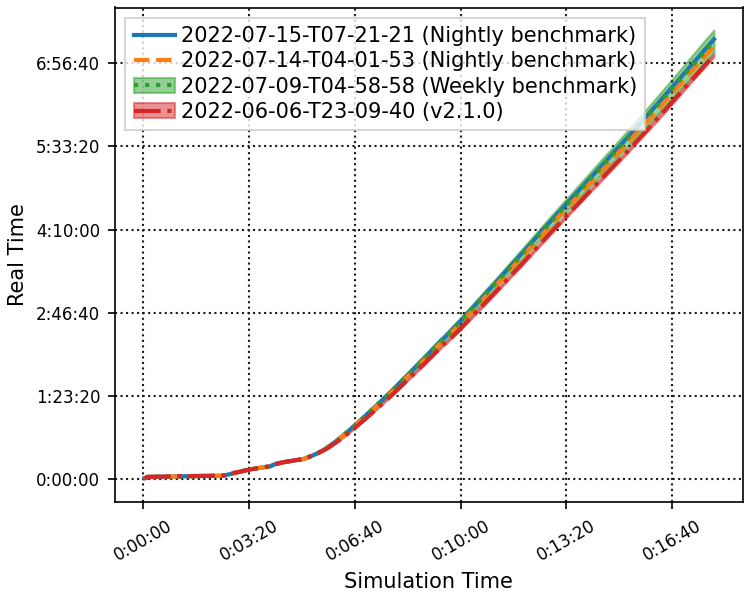 2022-07-15-T07-21-21 (Nightly benchmark)
2022-07-14-T04-01-53 (Nightly benchmark)
2022-07-09-T04-58-58 (Weekly benchmark)
2022-06-06-T23-09-40 (v2.1.0)
Real Time
6:56:40
5:33:20
4:10:00
2:46:40
1:23:20
0:00:00
0:00:00
0:03:20
0:06:40
0:10:00
0:13:20
0:16:40
Simulation Time